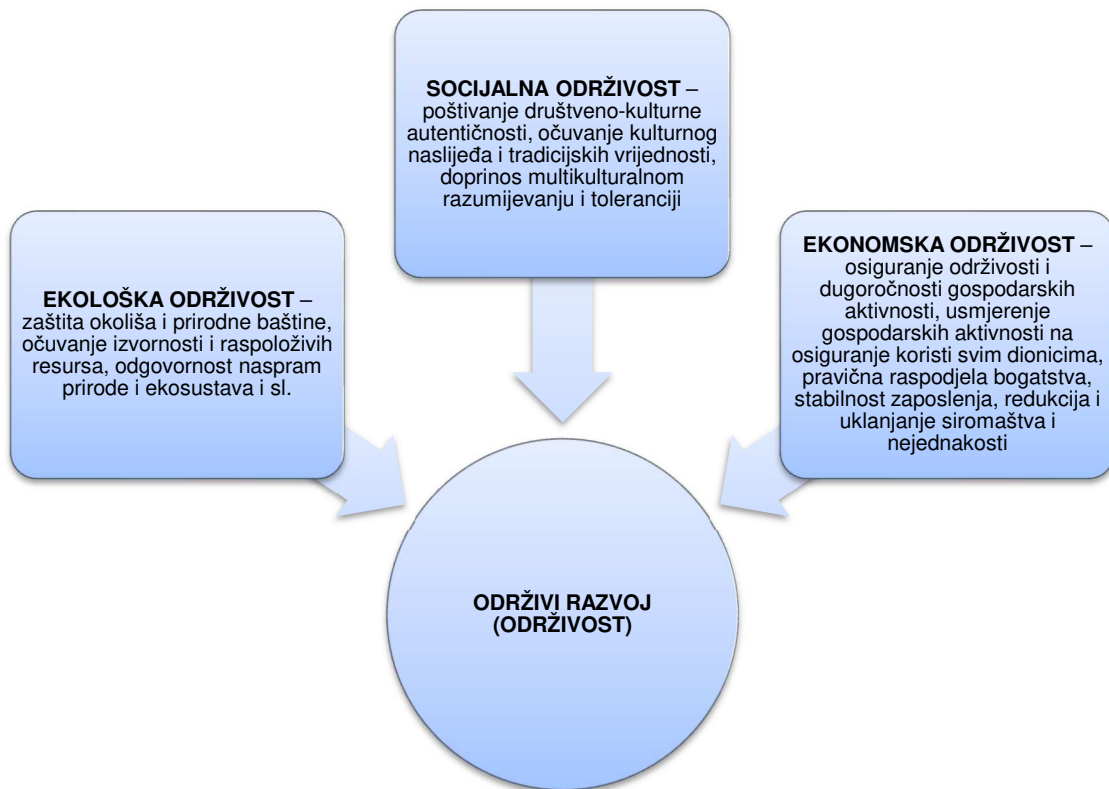 SOCIJALNA ODRŽIVOST –
poštivanje društveno-kulturne
autentičnosti, očuvanje kulturnog
naslijeđa i tradicijskih vrijednosti,
doprinos multikulturalnom
razumijevanju i toleranciji
EKOLOŠKA ODRŽIVOST –
zaštita okoliša i prirodne baštine,
očuvanje izvornosti i raspoloživih
resursa, odgovornost naspram
prirode i ekosustava i sl.
EKONOMSKA ODRŽIVOST –
osiguranje održivosti i
dugoročnosti gospodarskih
aktivnosti, usmjerenje
gospodarskih aktivnosti na
osiguranje koristi svim dionicima,
pravična raspodjela bogatstva,
stabilnost zaposlenja, redukcija i
uklanjanje siromaštva i
nejednakosti
ODRŽIVI RAZVOJ
(ODRŽIVOST)